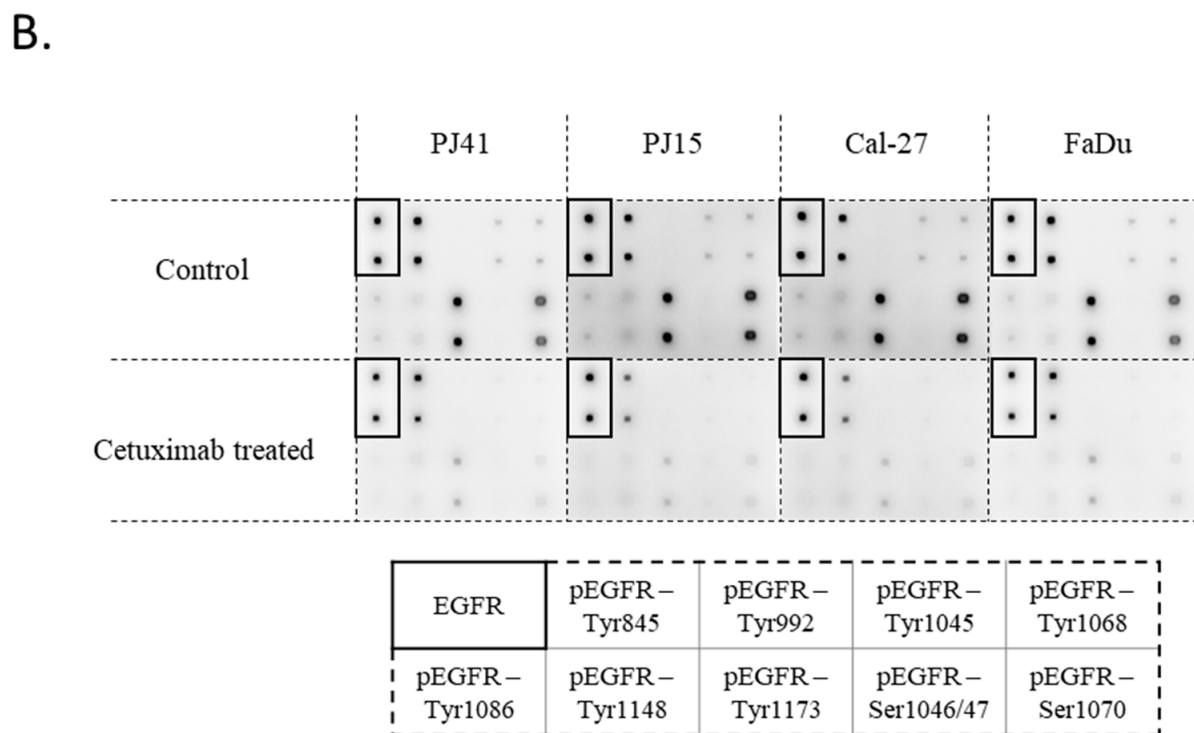 B.
PJ41 PJ15 Cal-27 FaDu
Control
Cetuximab treated
EGFR pEGFR– pEGFR– pEGFR– pEGFR–
Tyr845 Tyr992 Tyr1045 Tyr1068
pEGFR– pEGFR– pEGFR– pEGFR– pEGFR–
Tyr1086 Tyr1148 Tyr1173 Ser1046/47 Ser1070